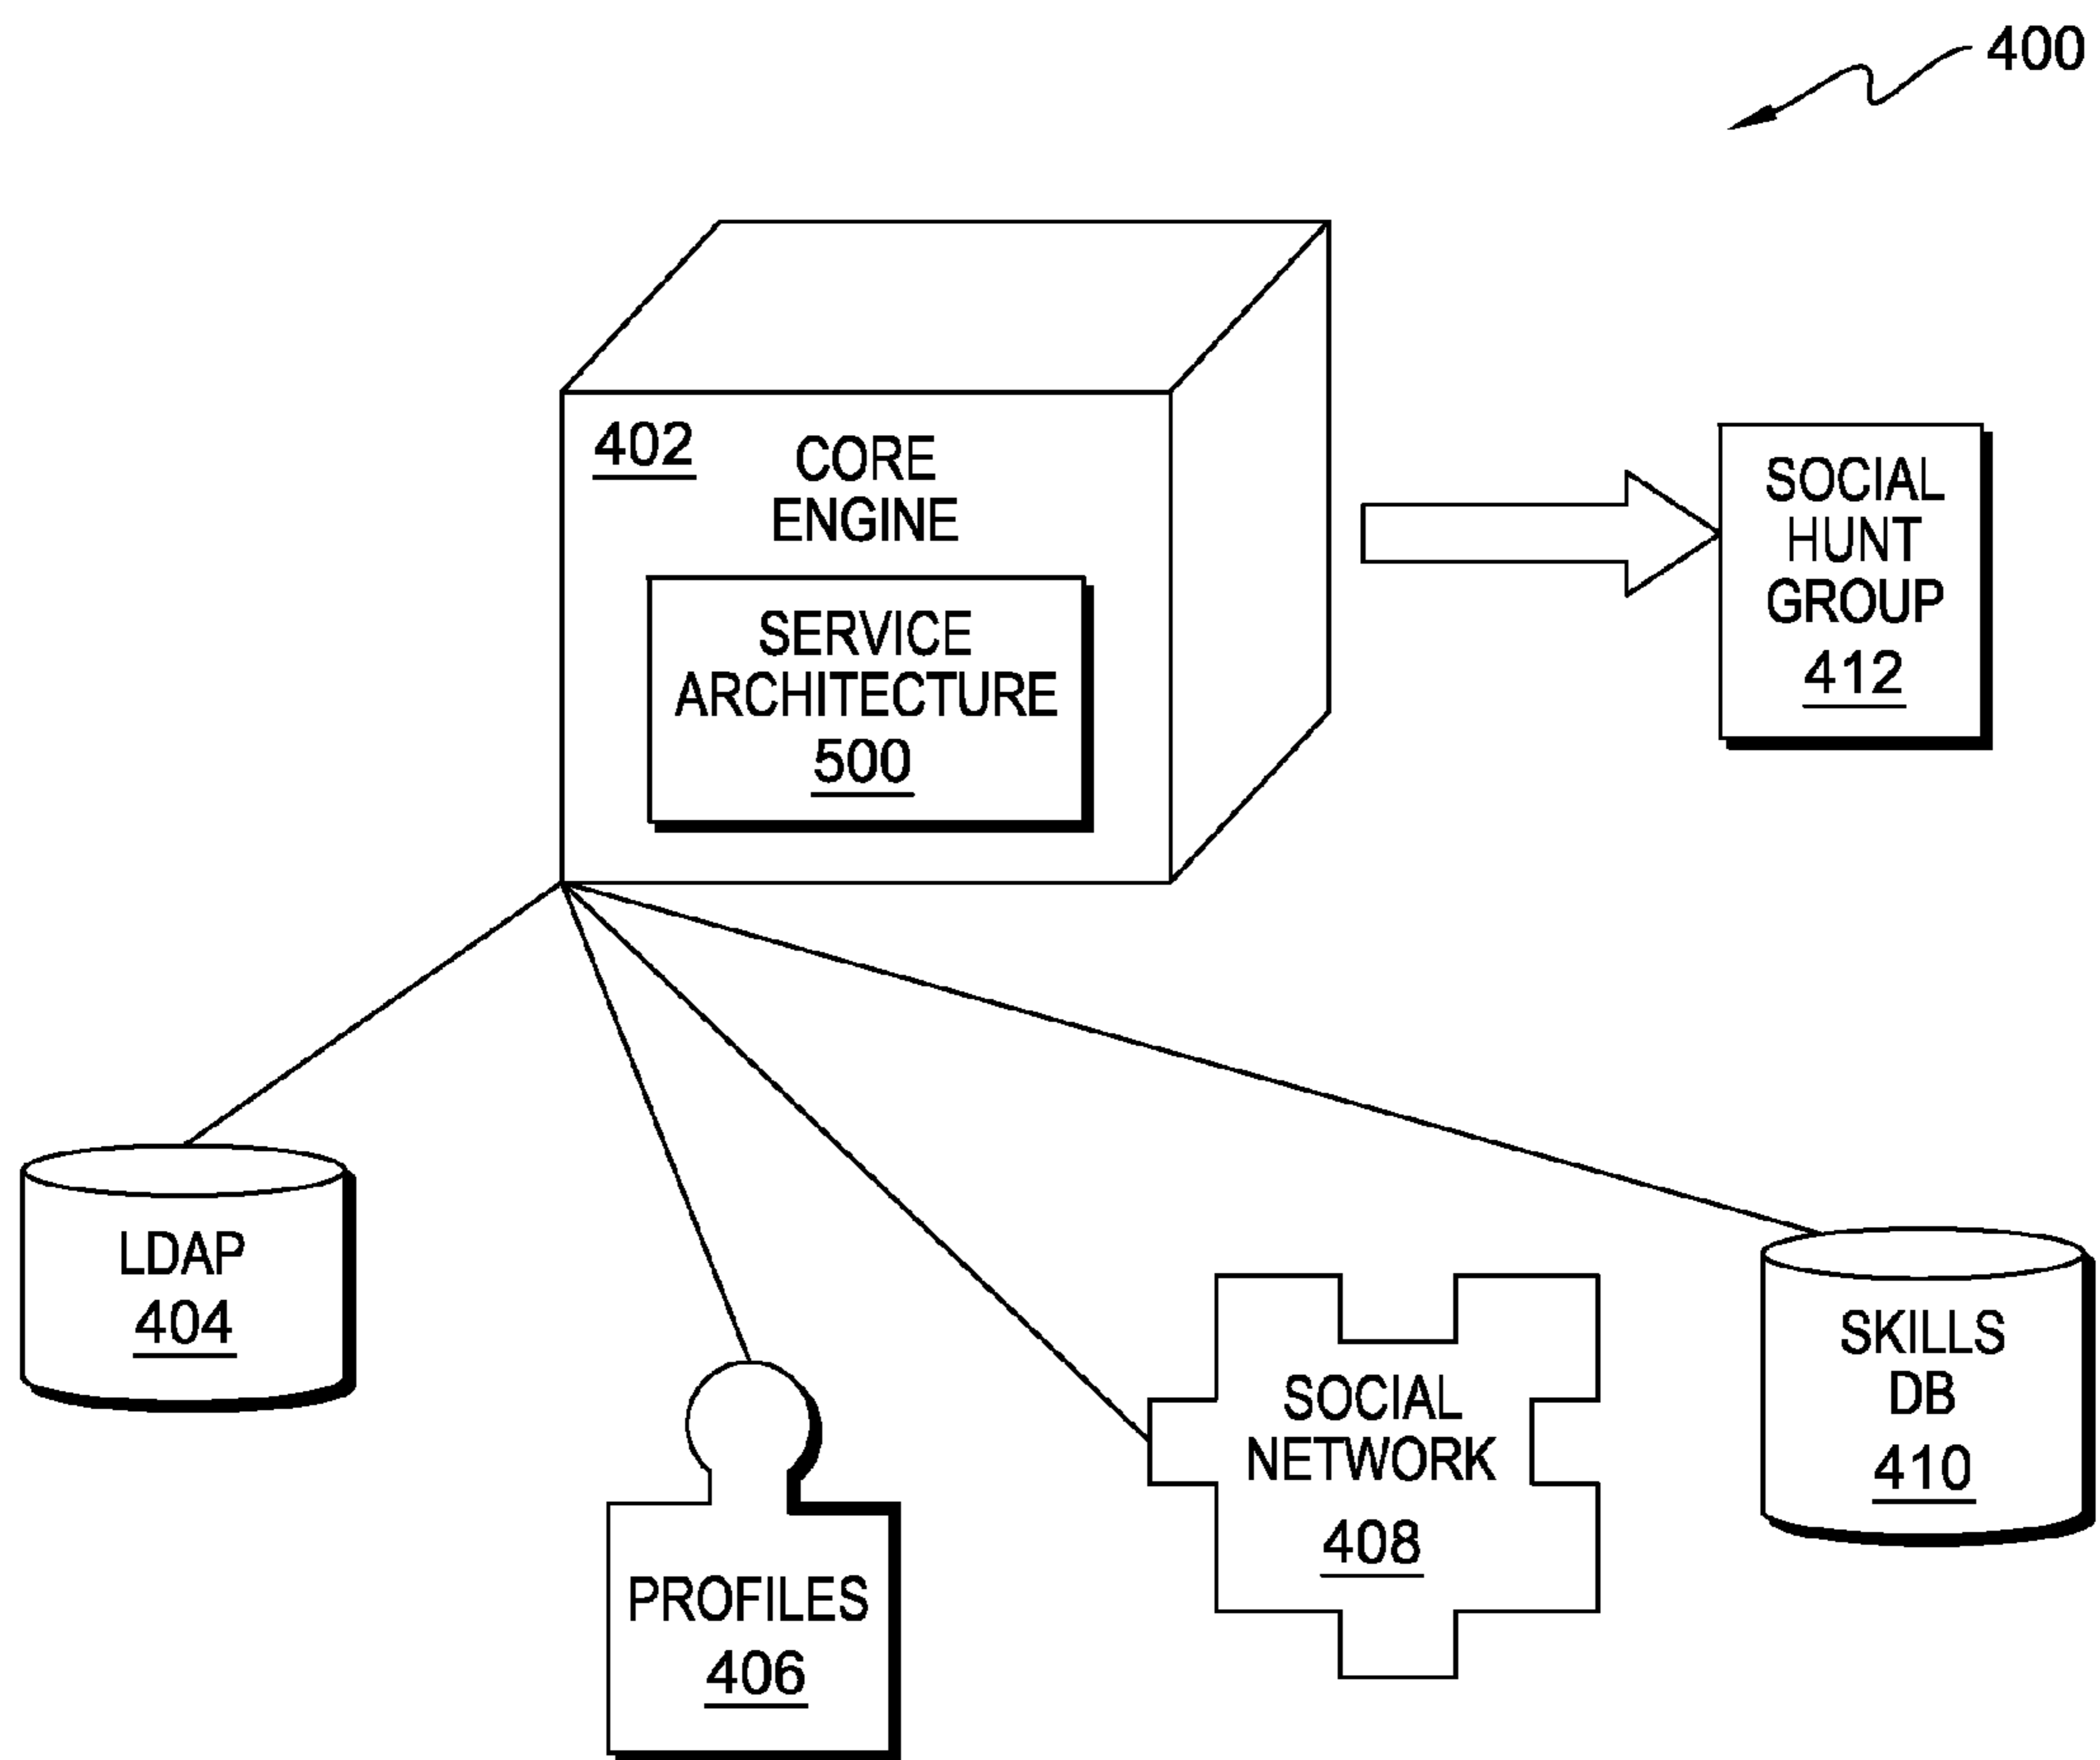 400
402
CORE
ENGINE
SERVICE
ARCHITECTURE
500
SOCIAL
HUNT
GROUP
412
LDAP
404
PROFILES
406
SOCIAL
NETWORK
408
SKILLS
DB
410